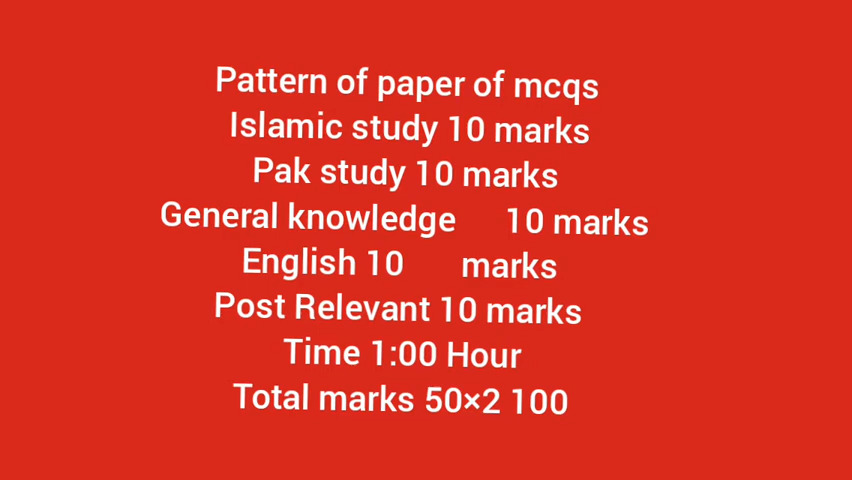 Pattern of paper of mcqs
Islamic study 10 marks
Pak study 10 marks
General knowledge 10 marks
English 10 marks
Post Relevant 10 marks
Time 1:00 Hour
Total marks 50×2 100